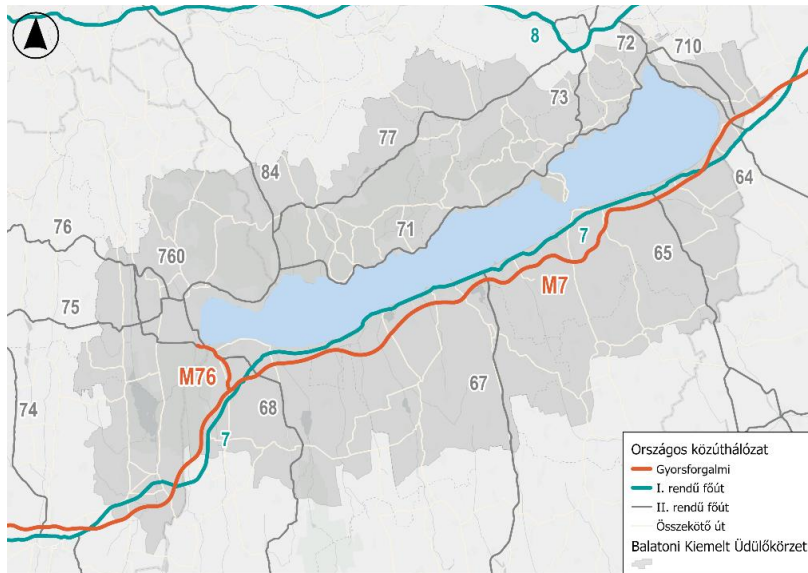 8
72
710
73
77
84
64
76
71
7
760
65
75
M7
M76
67
74
68
7
Országos közúthálózat
Gyorsforgalmi
I. rendű főút
II. rendű főút
Összekötő út
Balatoni Kiemelt Üdülőkörzet